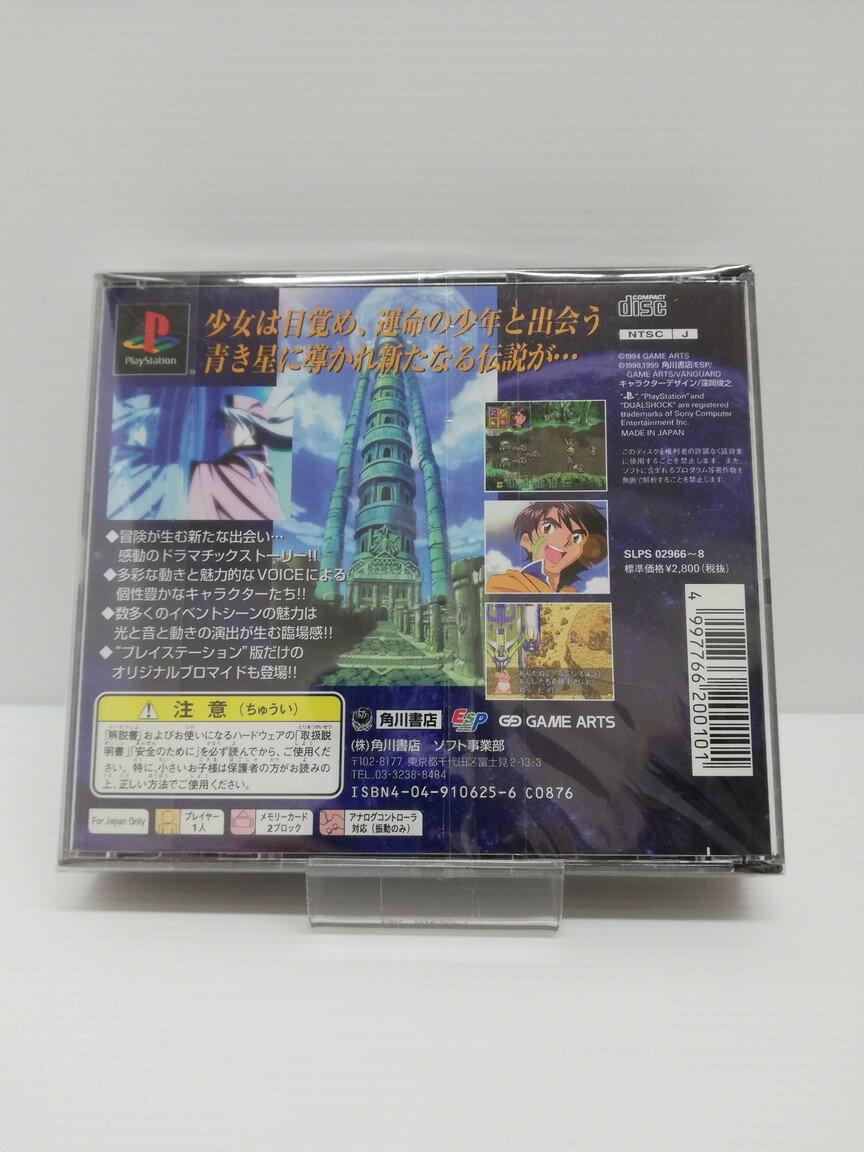 PlayStation
少女は目覚め、運命の少年と出会う
青き星に導かれ新たなる伝説が…
COMPACT
disc
NTSC J
©1994 GAME ARTS
©1998,1999 角川書店/ESP/
GAME ARTS/VANGUARD
キャラクターデザイン/窪岡俊之
"PS", "PlayStation" and
"DUALSHOCK" are registered
trademarks of Sony Computer
Entertainment Inc.
MADE IN JAPAN
このディスクを権利者の許諾なく賃貸業
に使用することを禁止します。また、
ソフトに含まれるプログラム等著作物を
無断で解析することを禁止します。
SLPS 02966～8
標準価格¥2,800(税抜)
◆冒険が生む新たな出会い…
感動のドラマチックストーリー!!
◆多彩な動きと魅力的なVOICEによる
個性豊かなキャラクターたち!!
◆数多くのイベントシーンの魅力は
光と音と動きの演出が生む臨場感!!
◆"プレイステーション"版だけの
オリジナルブロマイドも登場!!
4 997766 200101
注意(ちゅうい)
「解説書」およびお使いになるハードウェアの「取扱説
明書」「安全のために」を必ず読んでから、ご使用くだ
さい。特に、小さいお子様は保護者の方がお読みの
上、正しい方法でご使用ください。
角川書店 ESP GAME ARTS
(株)角川書店 ソフト事業部
〒102-8177 東京都千代田区富士見2-13-3
TEL.03-3238-8484
ISBN4-04-910625-6 C0876
For Japan Only
プレイヤー
1人
メモリーカード
2ブロック
アナログコントローラ
対応(振動のみ)